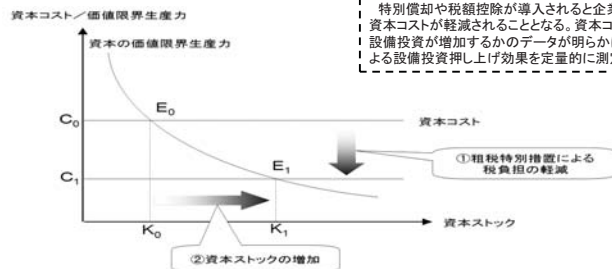 資本コスト／価値限界生産力
特別償却や税額控除が導入されると企業
資本コストが軽減されることとなる。資本コス
設備投資が増加するかのデータが明らかに
よる設備投資押し上げ効果を定量的に測定
資本の価値限界生産力
E₀
C₀
資本コスト
E₁
①租税特別措置による
税負担の軽減
C₁
資本ストック
K₀
K₁
②資本ストックの増加